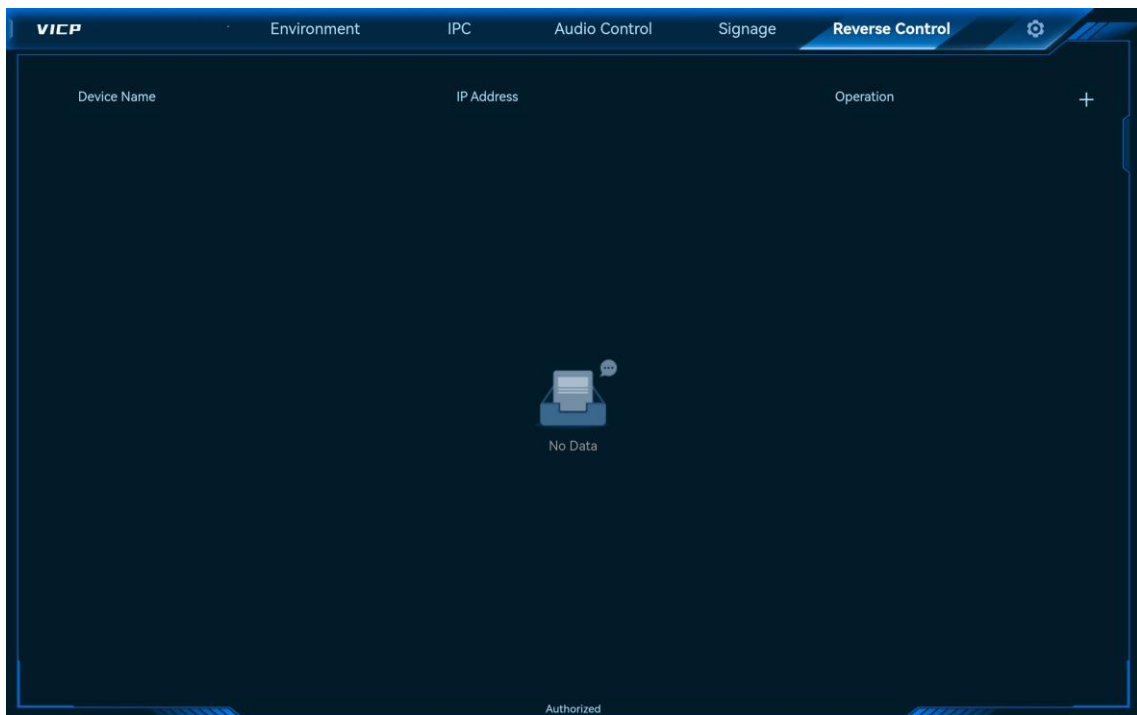 VICP Environment IPC Audio Control Signage Reverse Control
Device Name IP Address Operation
No Data
Authorized